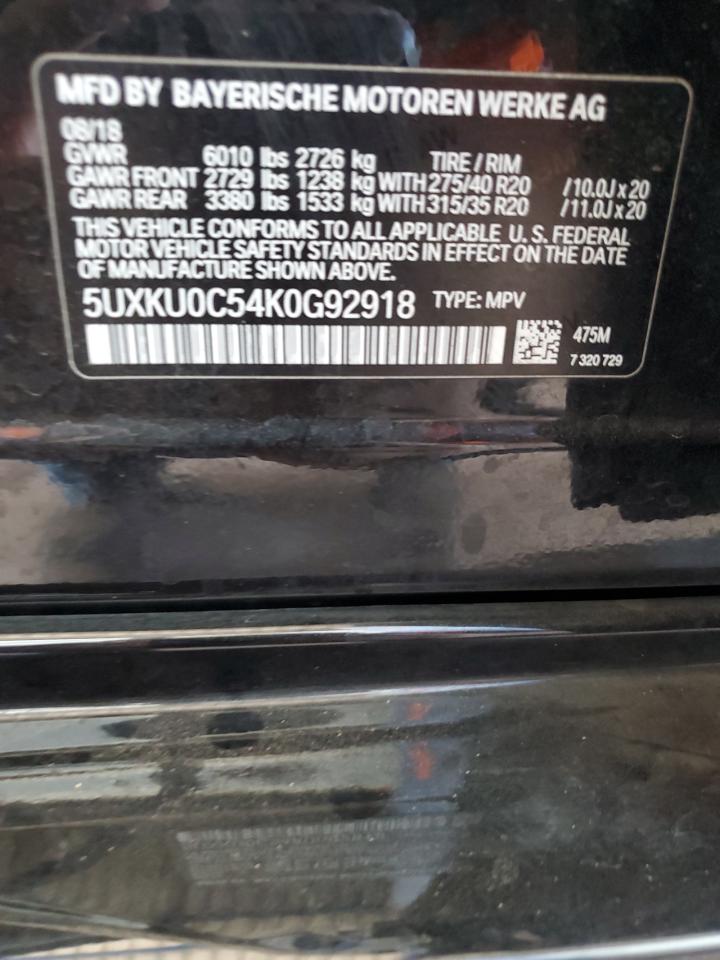 MFD BY BAYERISCHE MOTOREN WERKE AG
08/18
GVWR 6010 lbs 2726 kg TIRE / RIM
GAWR FRONT 2729 lbs 1238 kg WITH 275/40 R20 /10.0J x 20
GAWR REAR 3380 lbs 1533 kg WITH 315/35 R20 /11.0J x 20
THIS VEHICLE CONFORMS TO ALL APPLICABLE U. S. FEDERAL
MOTOR VEHICLE SAFETY STANDARDS IN EFFECT ON THE DATE
OF MANUFACTURE SHOWN ABOVE.
5UXKU0C54K0G92918 TYPE: MPV
475M
7 320 729